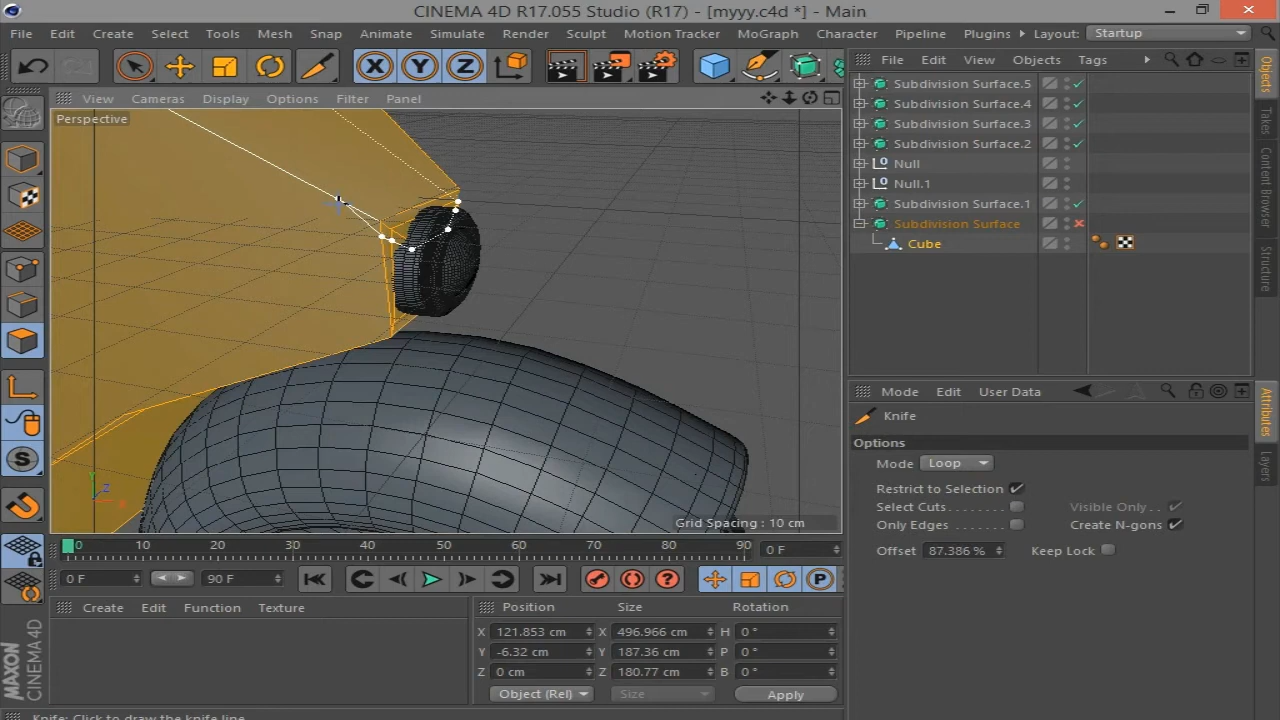 CINEMA 4D R17.055 Studio (R17) - [myyy.c4d *] - Main
File Edit Create Select Tools Mesh Snap Animate Simulate Render Sculpt Motion Tracker MoGraph Character Pipeline Plugins Layout: Startup
File Edit View Objects Tags
View Cameras Display Options Filter Panel
Perspective
Subdivision Surface.5
Subdivision Surface.4
Subdivision Surface.3
Subdivision Surface.2
Null
Null.1
Subdivision Surface.1
Subdivision Surface
Cube
Objects
Takes
Content Browser
Structure
Mode Edit User Data
Knife
Options
Mode Loop
Restrict to Selection
Select Cuts Visible Only
Only Edges Create N-gons
Offset 87.386 % Keep Lock
Attributes
Layers
Grid Spacing : 10 cm
0 10 20 30 40 50 60 70 80 90 0 F
0 F 90 F
Create Edit Function Texture
Position Size Rotation
X 121.853 cm X 496.966 cm H 0 °
Y -6.32 cm Y 187.36 cm P 0 °
Z 0 cm Z 180.77 cm B 0 °
Object (Rel) Size Apply
MAXON CINEMA 4D
Knife: Click to draw the knife line